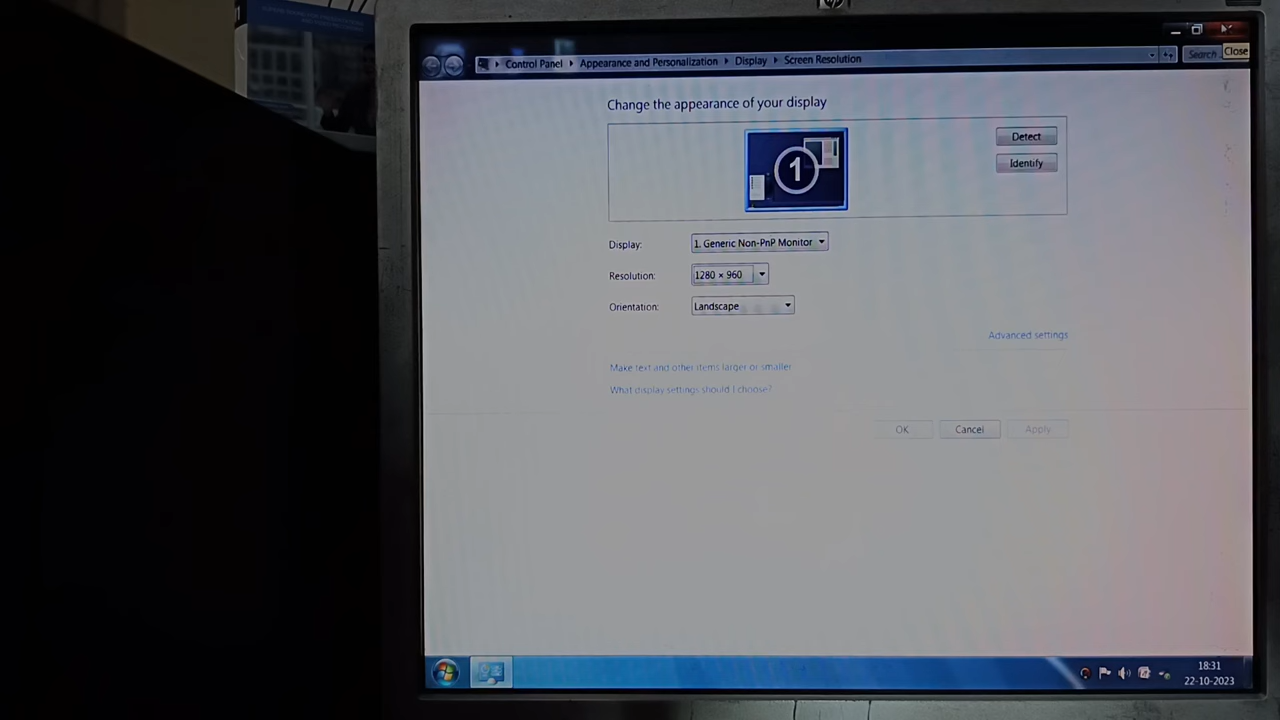 Control Panel Appearance and Personalization Display Screen Resolution
Search
Close
Change the appearance of your display
1
Detect
Identify
Display: 1. Generic Non-PnP Monitor
Resolution: 1280 × 960
Orientation: Landscape
Advanced settings
Make text and other items larger or smaller
What display settings should I choose?
OK Cancel Apply
18:31
22-10-2023